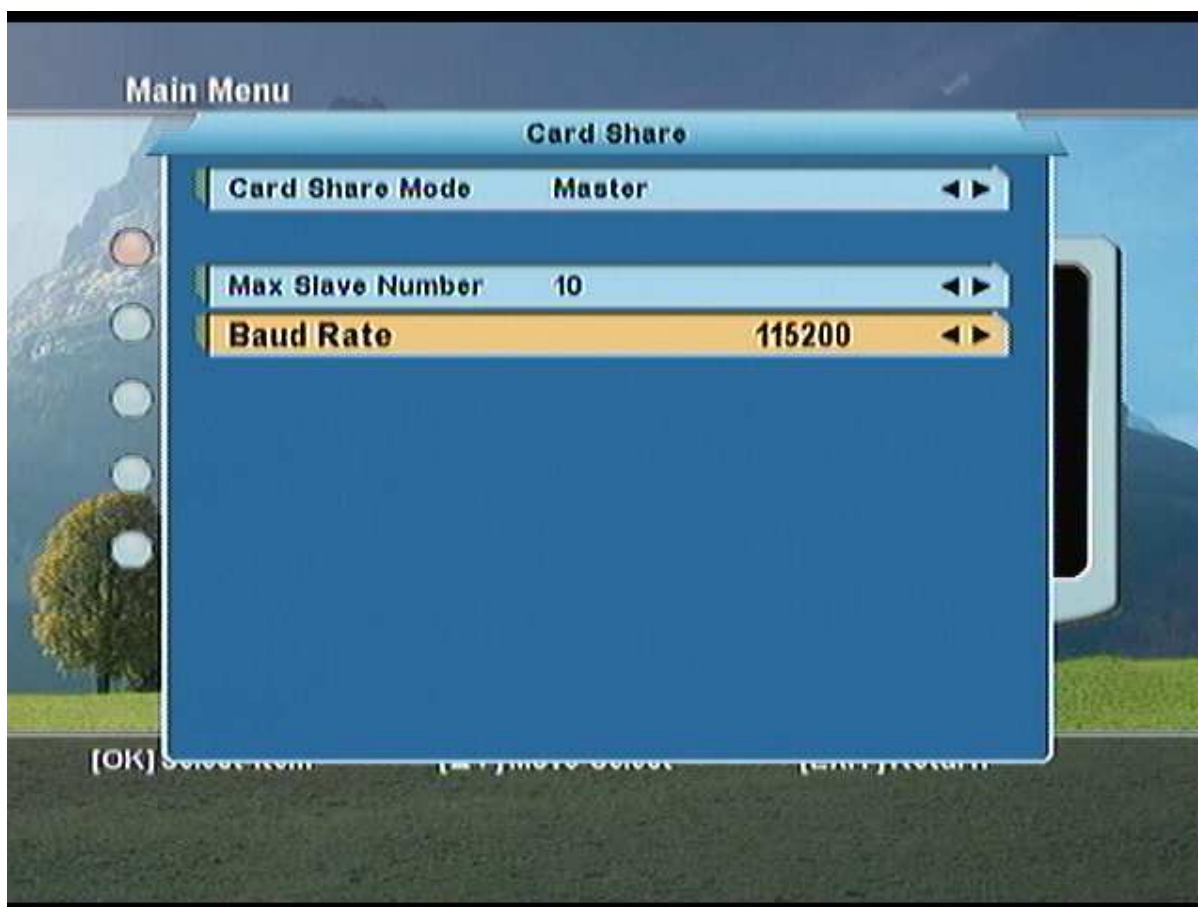 Main Menu
Card Share
Card Share Mode Master
Max Slave Number 10
Baud Rate 115200
[OK]